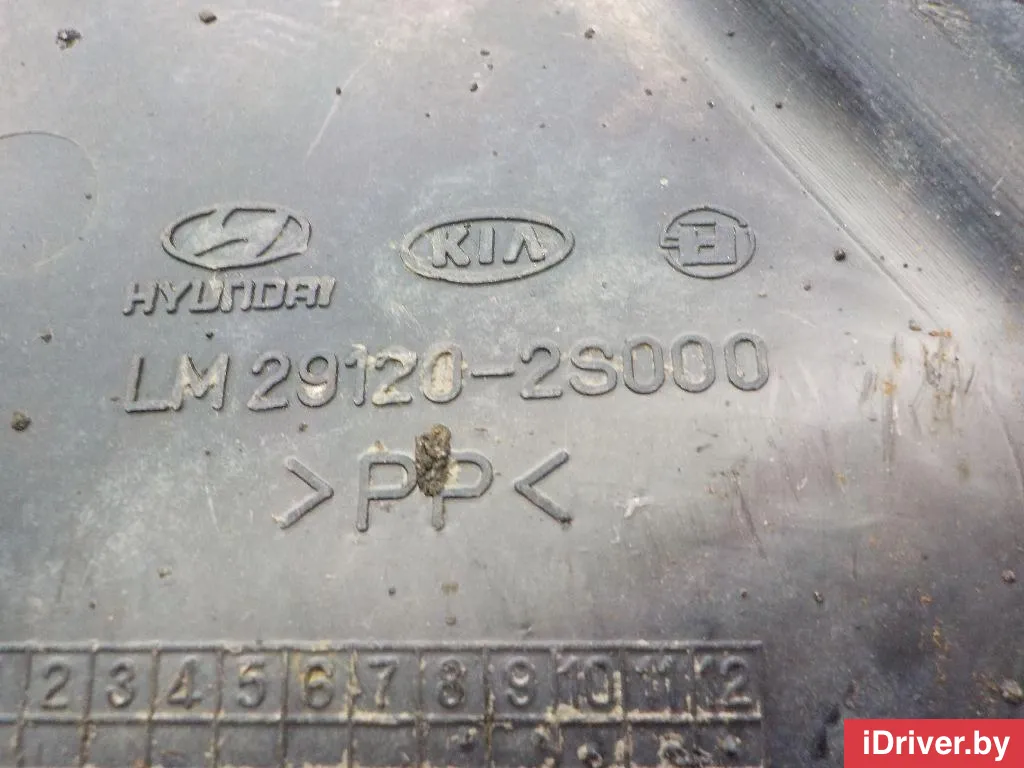 HYUNDAI KIA
LM 29120-2S000
>PP<
2 3 4 5 6 7 8 9 10 11 12
iDriver.by